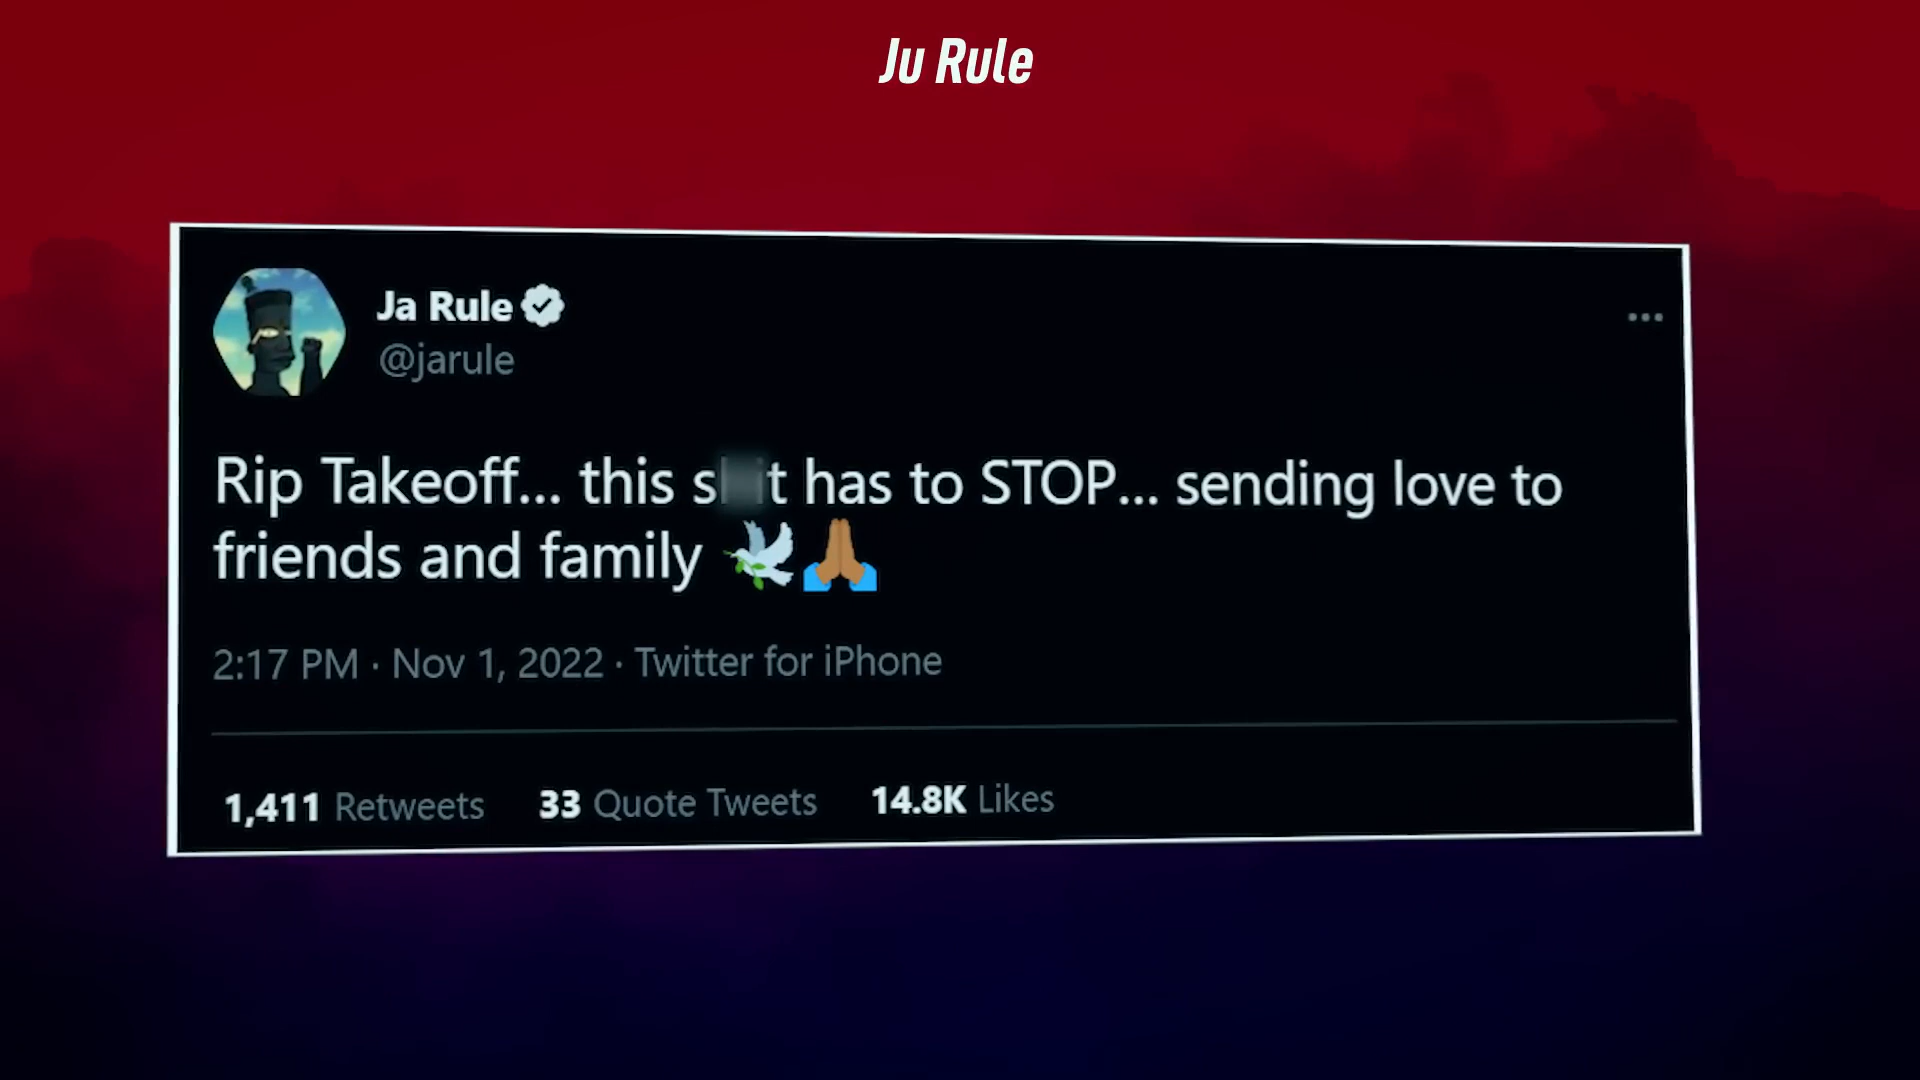 Ju Rule
Ja Rule
@jarule
Rip Takeoff... this s t has to STOP... sending love to
friends and family 🕊️🙏🏽
2:17 PM · Nov 1, 2022 · Twitter for iPhone
1,411 Retweets 33 Quote Tweets 14.8K Likes